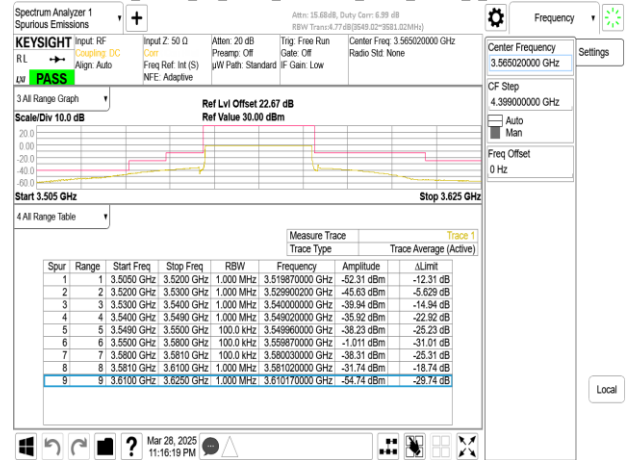 Spectrum Analyzer 1
Spurious Emissions
Attn: 15.68dB, Duty Corr: 6.99 dB
RBW Trans:4.77dB(3549.02~3581.02MHz)
Frequency
KEYSIGHT
RL
PASS
Input: RF
Coupling: DC
Align: Auto
Input Z: 50 Ω
Corr
Freq Ref: Int (S)
NFE: Adaptive
Atten: 20 dB
Preamp: Off
µW Path: Standard
Trig: Free Run
Gate: Off
IF Gain: Low
Center Freq: 3.565020000 GHz
Radio Std: None
Center Frequency
3.565020000 GHz
Settings
CF Step
4.399000000 GHz
Auto
Man
Freq Offset
0 Hz
3 All Range Graph
Scale/Div 10.0 dB
Ref Lvl Offset 22.67 dB
Ref Value 30.00 dBm
20.0
0.00
-20.0
-40.0
-60.0
Start 3.505 GHz
Stop 3.625 GHz
4 All Range Table
Measure Trace Trace 1
Trace Type Trace Average (Active)
Spur Range Start Freq Stop Freq RBW Frequency Amplitude ΔLimit
1 1 3.5050 GHz 3.5200 GHz 1.000 MHz 3.519870000 GHz -52.31 dBm -12.31 dB
2 2 3.5200 GHz 3.5300 GHz 1.000 MHz 3.529900200 GHz -45.63 dBm -5.629 dB
3 3 3.5300 GHz 3.5400 GHz 1.000 MHz 3.540000000 GHz -39.94 dBm -14.94 dB
4 4 3.5400 GHz 3.5490 GHz 1.000 MHz 3.549020000 GHz -35.92 dBm -22.92 dB
5 5 3.5490 GHz 3.5500 GHz 100.0 kHz 3.549960000 GHz -38.23 dBm -25.23 dB
6 6 3.5500 GHz 3.5800 GHz 100.0 kHz 3.559870000 GHz -1.011 dBm -31.01 dB
7 7 3.5800 GHz 3.5810 GHz 100.0 kHz 3.580030000 GHz -38.31 dBm -25.31 dB
8 8 3.5810 GHz 3.6100 GHz 1.000 MHz 3.581020000 GHz -31.74 dBm -18.74 dB
9 9 3.6100 GHz 3.6250 GHz 1.000 MHz 3.610170000 GHz -54.74 dBm -29.74 dB
Local
?
Mar 28, 2025
11:16:19 PM